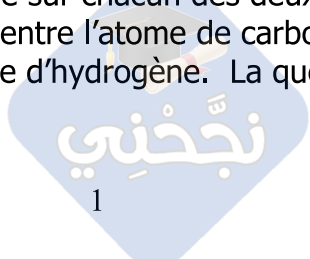 e sur chacun des deux
entre l’atome de carbo
e d’hydrogène. La que
نجحني
1